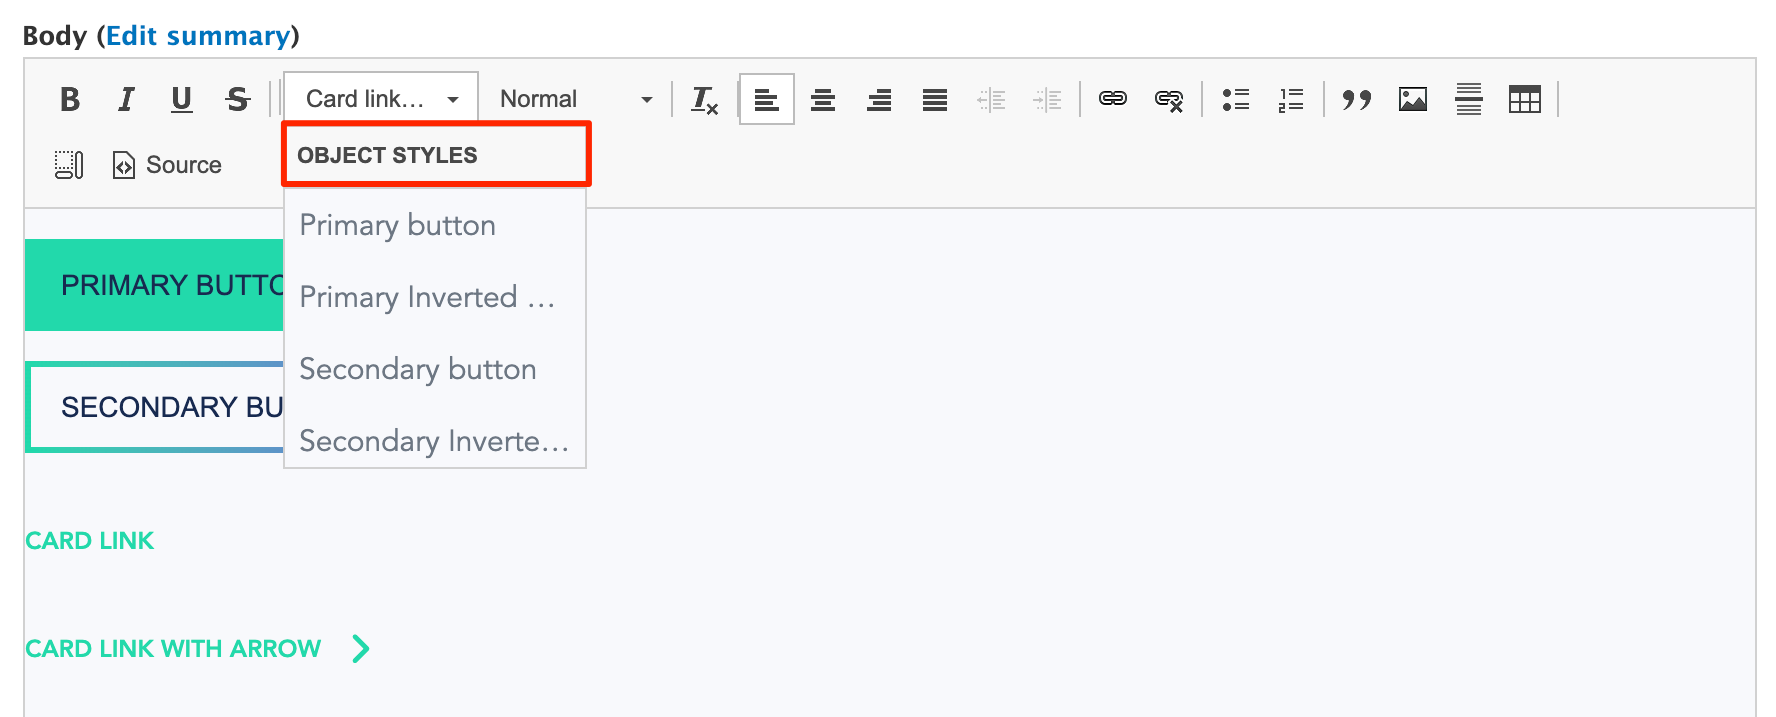 Body (Edit summary)
B I U S Card link... Normal
Source
OBJECT STYLES
Primary button
Primary Inverted ...
Secondary button
Secondary Inverte...
PRIMARY BUTTO
SECONDARY BU
CARD LINK
CARD LINK WITH ARROW